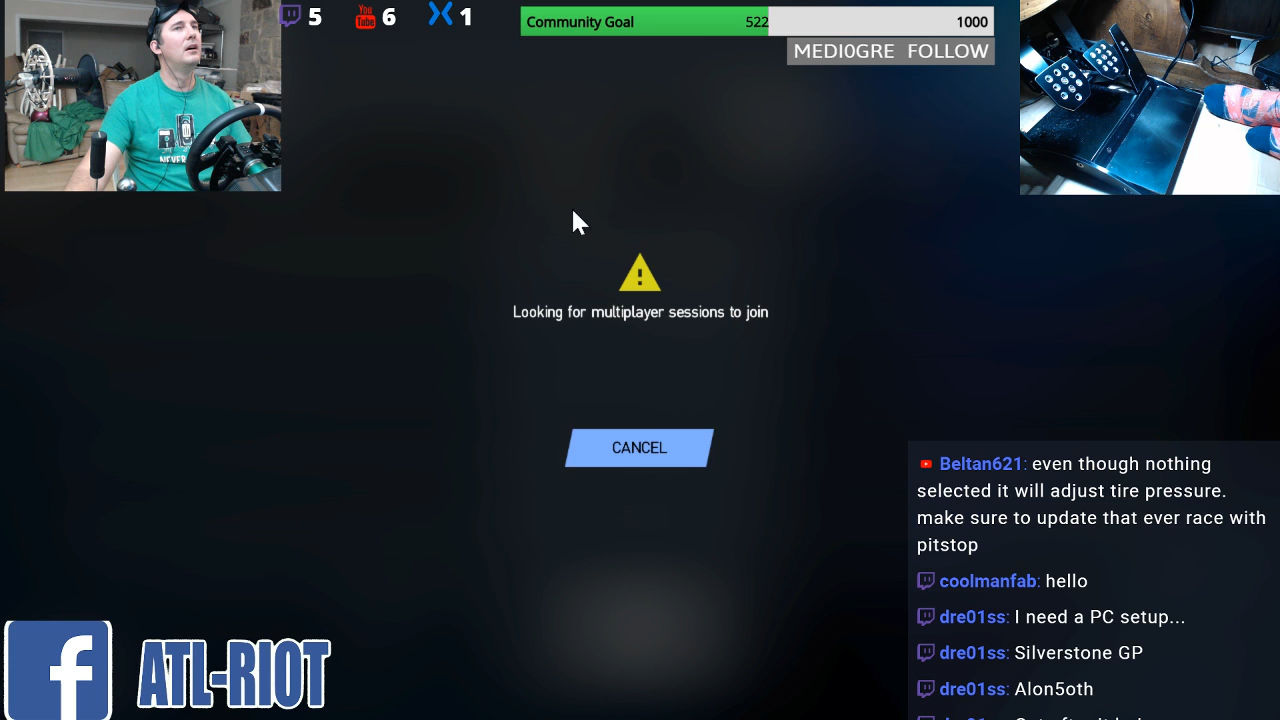 5 You Tube 6 1
Community Goal 522 1000
MEDI0GRE FOLLOW
NEVER
Looking for multiplayer sessions to join
CANCEL
Beltan621: even though nothing
selected it will adjust tire pressure.
make sure to update that ever race with
pitstop
coolmanfab: hello
dre01ss: I need a PC setup...
dre01ss: Silverstone GP
dre01ss: Alon5oth
f ATL-RIOT